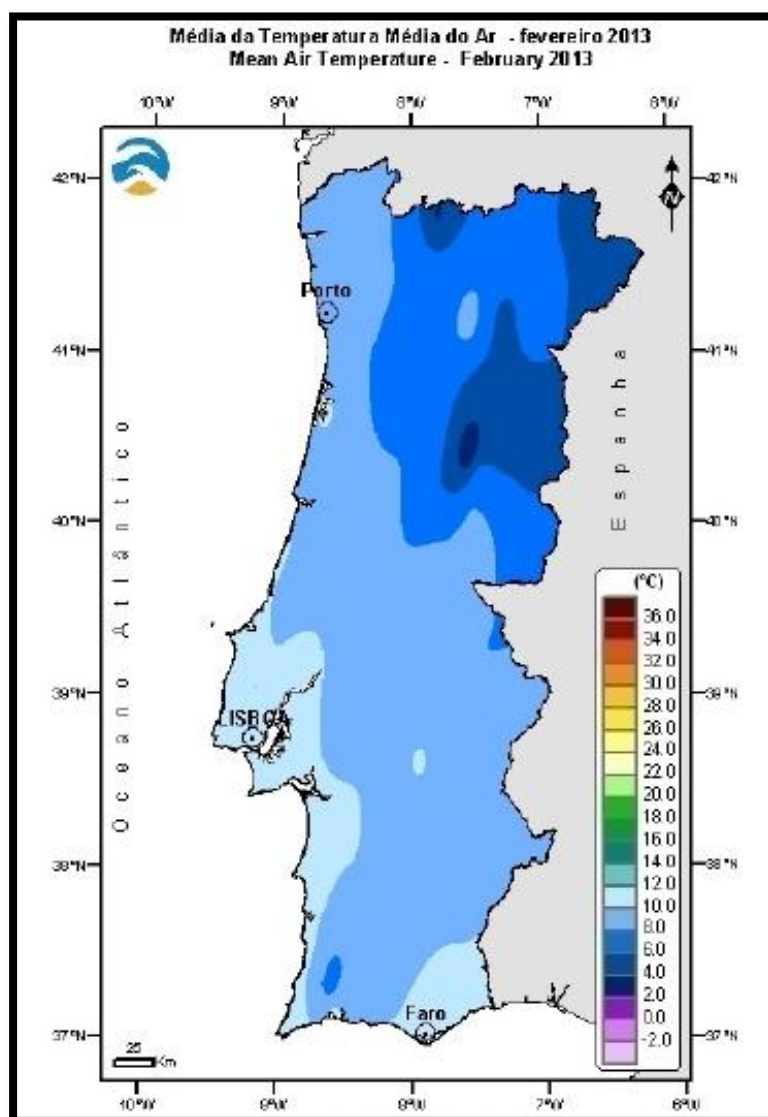 Média da Temperatura Média do Ar - fevereiro 2013
Mean Air Temperature - February 2013
10°W 9°W 8°W 7°W 6°W
42°N 42°N
N
Porto
41°N 41°N
Espanha
Oceano Atlântico
40°N 40°N
(°C)
36.0
34.0
32.0
30.0
28.0
26.0
24.0
22.0
20.0
18.0
16.0
14.0
12.0
10.0
8.0
6.0
4.0
2.0
0.0
-2.0
39°N 39°N
LISBOA
38°N 38°N
Faro
37°N 37°N
25
Km
10°W 9°W 8°W 7°W 6°W